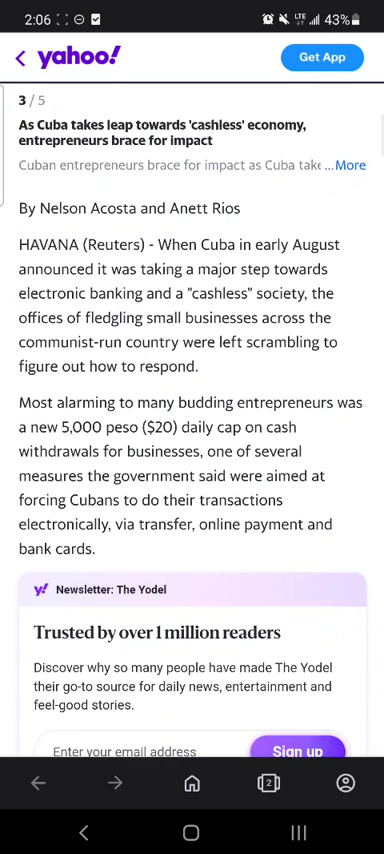 2:06
LTE
43%
yahoo!
Get App
3 / 5
As Cuba takes leap towards 'cashless' economy,
entrepreneurs brace for impact
Cuban entrepreneurs brace for impact as Cuba take ...More
By Nelson Acosta and Anett Rios
HAVANA (Reuters) - When Cuba in early August
announced it was taking a major step towards
electronic banking and a "cashless" society, the
offices of fledgling small businesses across the
communist-run country were left scrambling to
figure out how to respond.
Most alarming to many budding entrepreneurs was
a new 5,000 peso ($20) daily cap on cash
withdrawals for businesses, one of several
measures the government said were aimed at
forcing Cubans to do their transactions
electronically, via transfer, online payment and
bank cards.
y! Newsletter: The Yodel
Trusted by over 1 million readers
Discover why so many people have made The Yodel
their go-to source for daily news, entertainment and
feel-good stories.
Enter your email address
Sign up
2